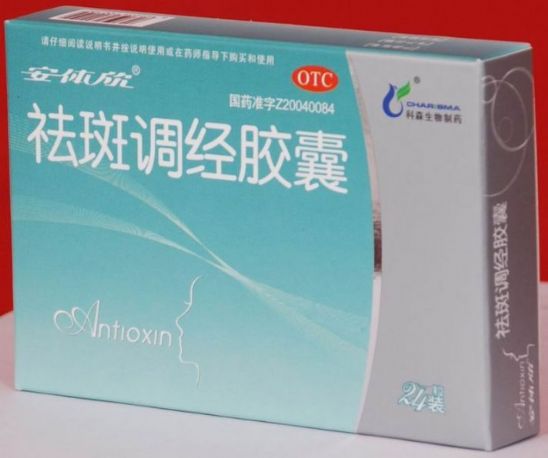 请仔细阅读说明书并按说明使用或在药师指导下购买和使用
安体欣®
OTC
国药准字Z20040084
祛斑调经胶囊
®
CHARISMA
科森生物制药
Antioxin
24粒装
祛斑调经胶囊
Antioxin